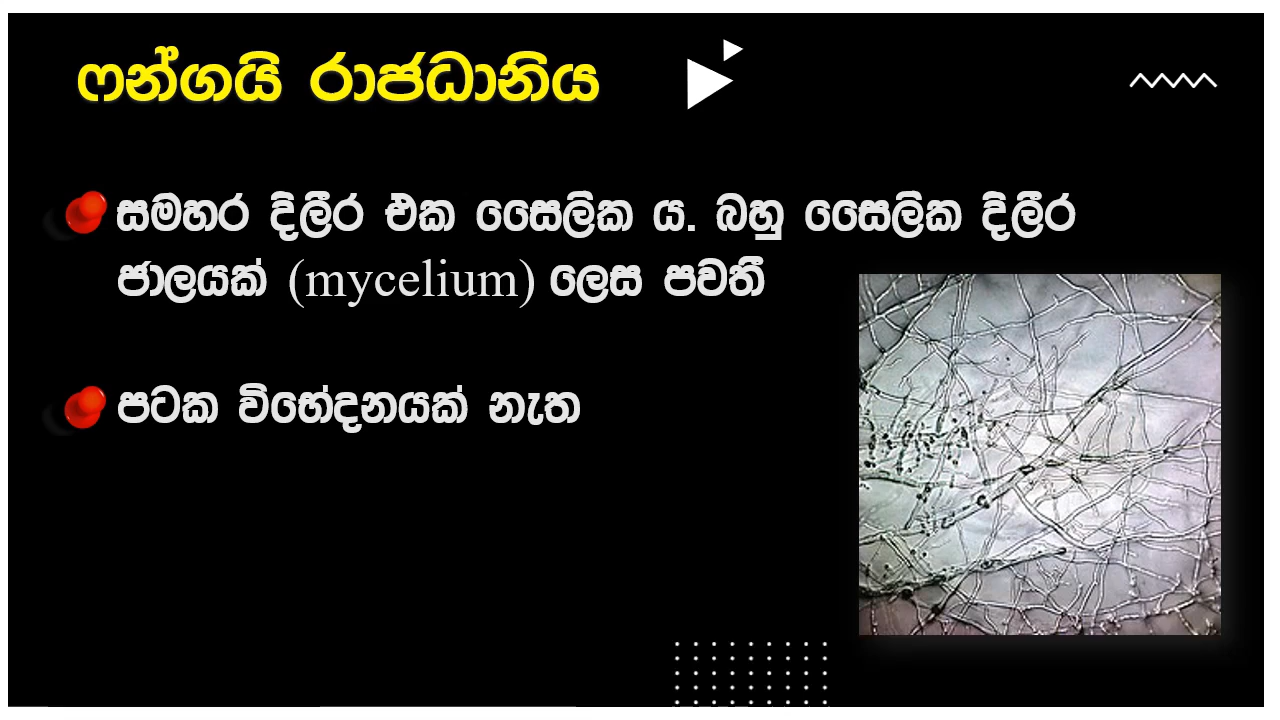 ෆන්ගයි රාජධානිය
සමහර දිලීර ඒක සෛලික ය. බහු සෛලික දිලීර
ජාලයක් (mycelium) ලෙස පවතී
පටක විභේදනයක් නැත